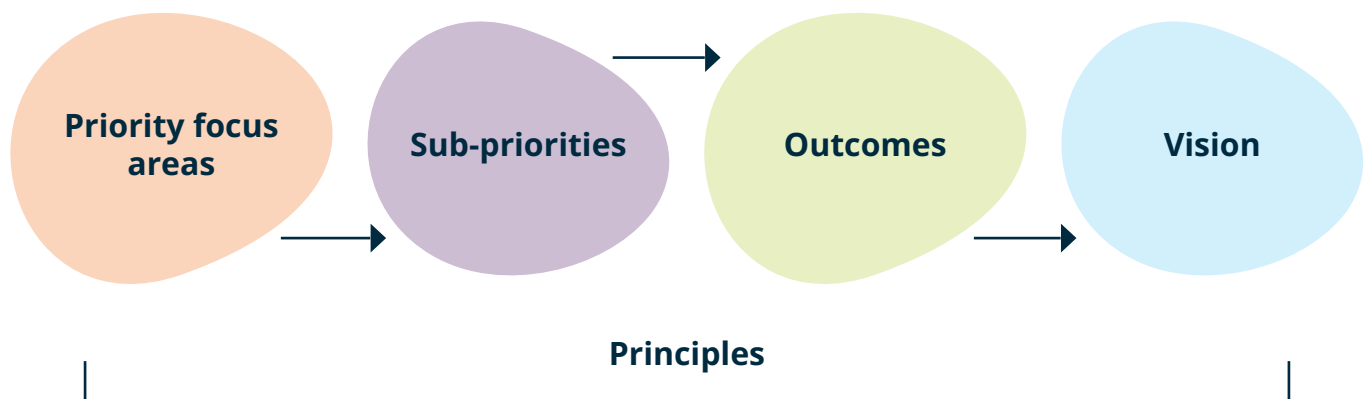 Priority focus
areas
Sub-priorities
Outcomes
Vision
Principles